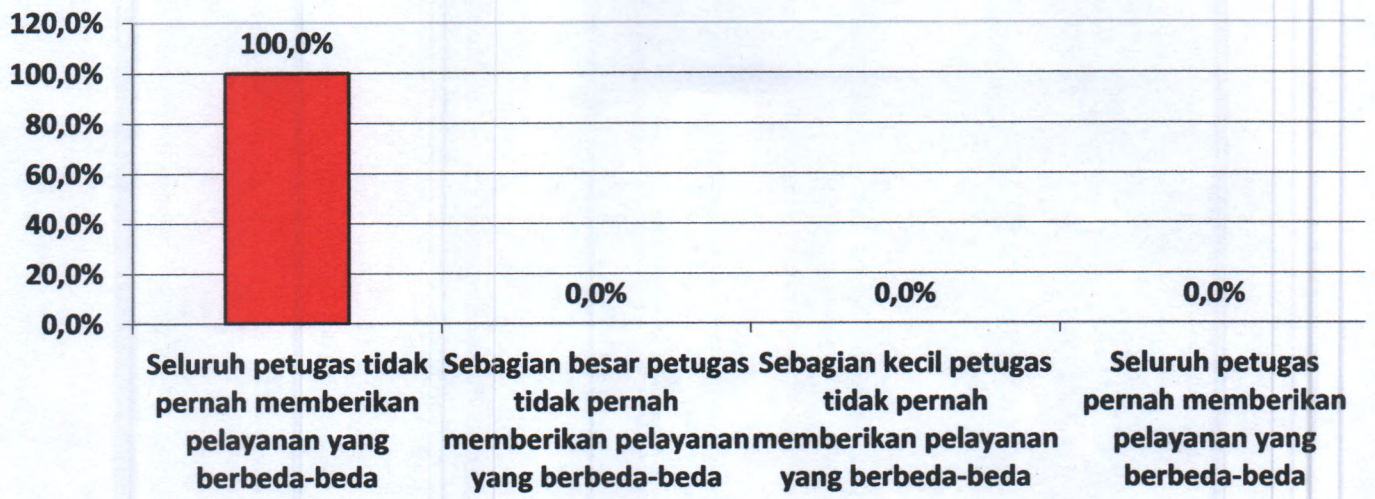 120,0%
100,0%
100,0%
80,0%
60,0%
40,0%
20,0%
0,0%
0,0%
0,0%
0,0%
Seluruh petugas tidak
pernah memberikan
pelayanan yang
berbeda-beda
Sebagian besar petugas
tidak pernah
memberikan pelayanan
yang berbeda-beda
Sebagian kecil petugas
tidak pernah
memberikan pelayanan
yang berbeda-beda
Seluruh petugas
pernah memberikan
pelayanan yang
berbeda-beda